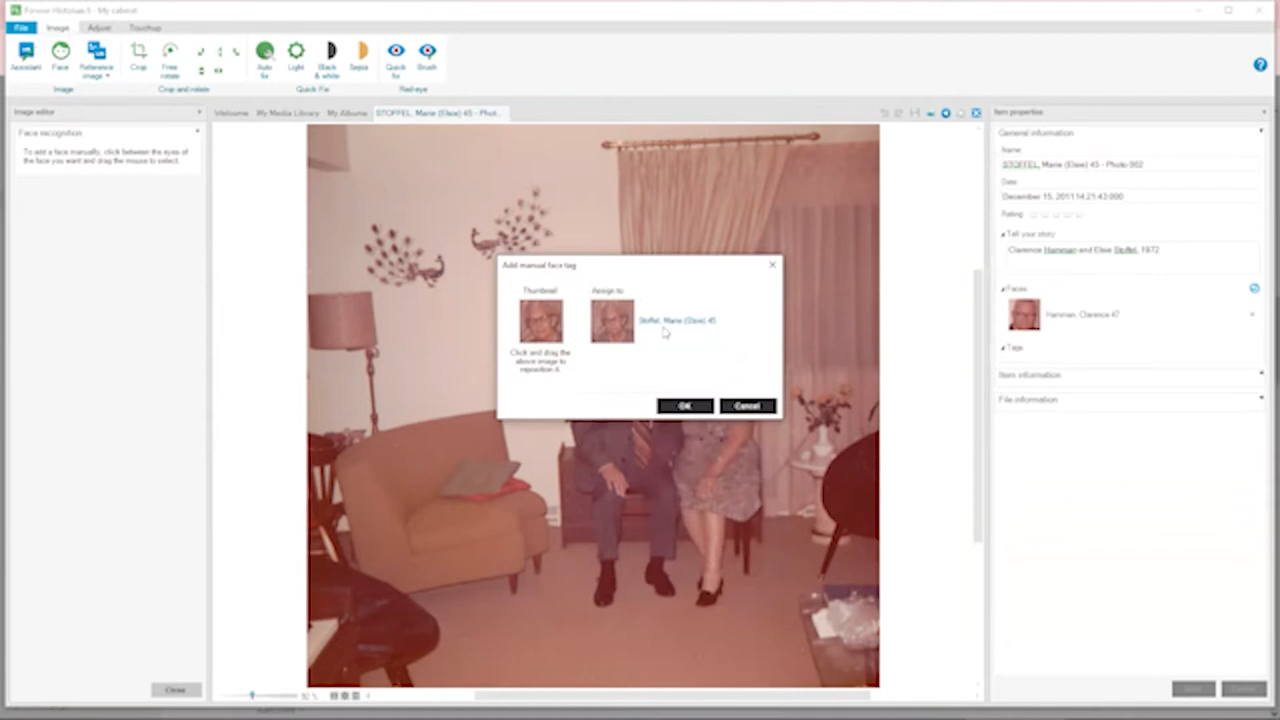 Forever Historian 5 - My cabinet
File Image Adjust Touchup
Assistant Face Reference image Crop Free rotate Auto fix Light Black & white Sepia Quick fix Brush
Image Crop and rotate Quick Fix Red-eye
Image editor
Face recognition
To add a face manually, click between the eyes of
the face you want and drag the mouse to select.
Close
Welcome My Media Library My Albums STOFFEL, Marie (Elsie) 45 - Phot...
Add manual face tag
Thumbnail Assign to:
Stoffel, Marie (Elsie) 45
Click and drag the
above image to
reposition it.
OK Cancel
Item properties
General information
Name
STOFFEL, Marie (Elsie) 45 - Photo 002
Date
December 15, 2011 14:21:43:000
Rating
Tell your story
Clarence Hamman and Elsie Stoffel, 1972
Faces
Hamman, Clarence 47
Tags
Item information
File information